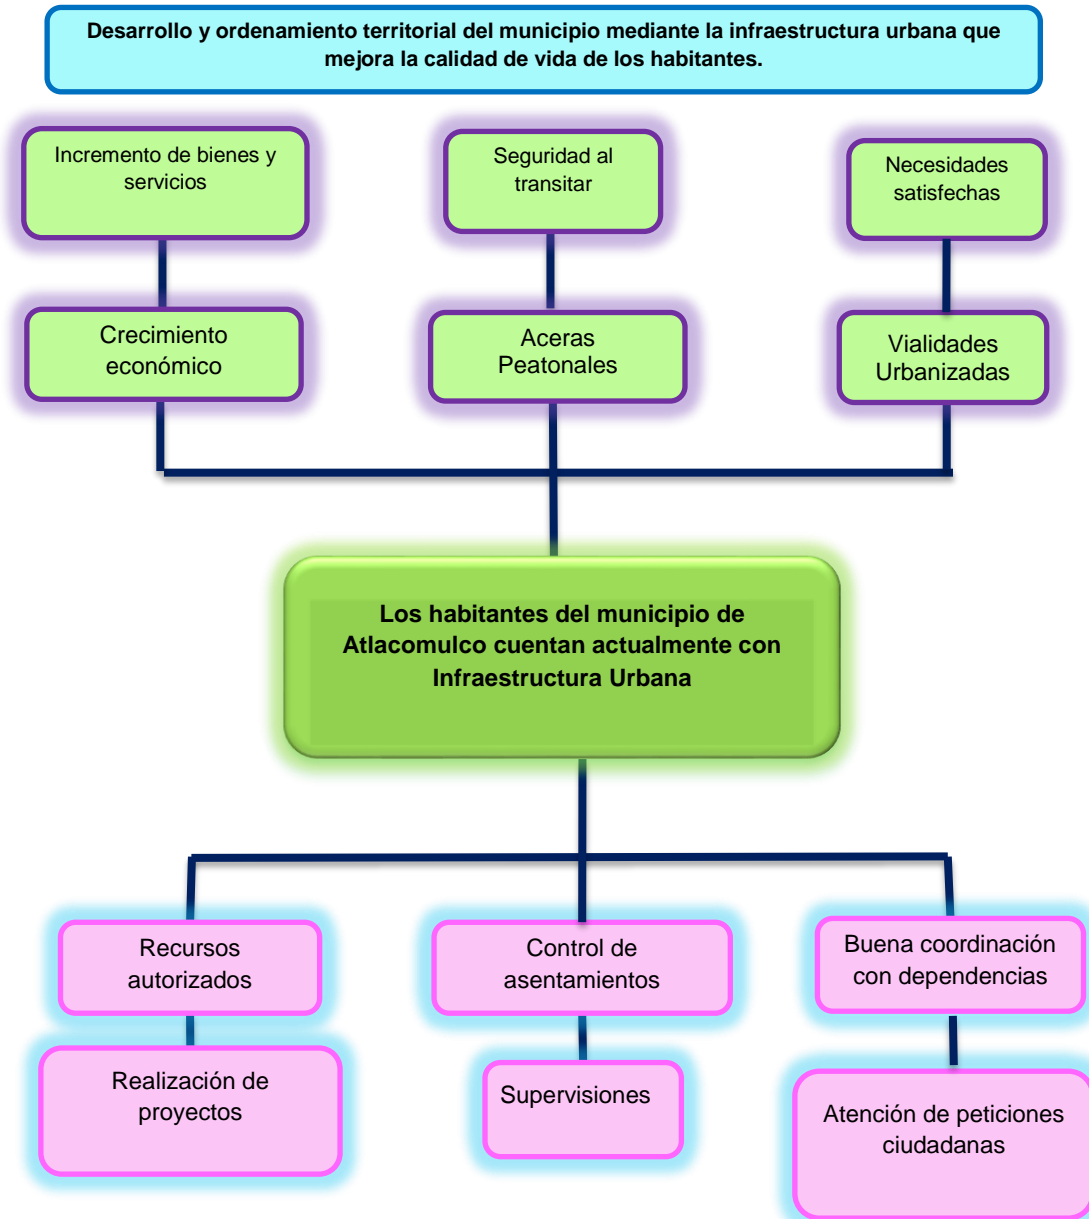 Desarrollo y ordenamiento territorial del municipio mediante la infraestructura urbana que
mejora la calidad de vida de los habitantes.
Incremento de bienes y
servicios
Seguridad al
transitar
Necesidades
satisfechas
Crecimiento
económico
Aceras
Peatonales
Vialidades
Urbanizadas
Los habitantes del municipio de
Atlacomulco cuentan actualmente con
Infraestructura Urbana
Recursos
autorizados
Control de
asentamientos
Buena coordinación
con dependencias
Realización de
proyectos
Supervisiones
Atención de peticiones
ciudadanas